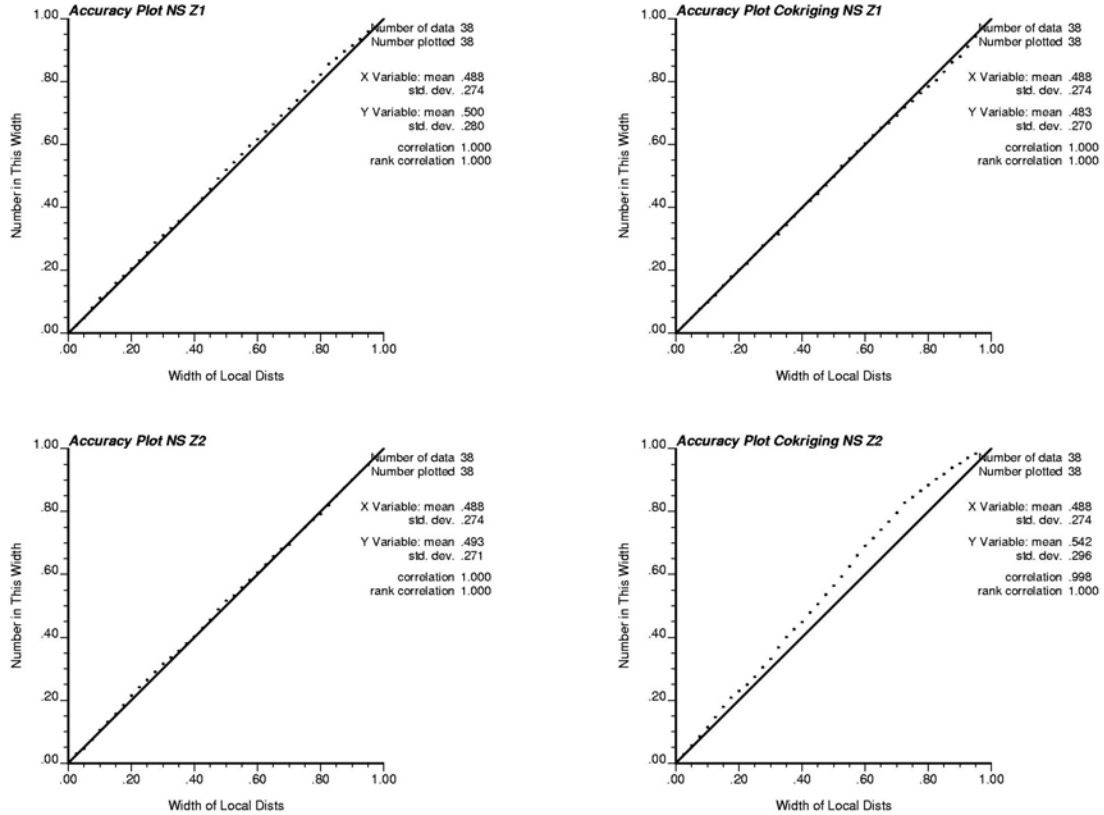 Accuracy Plot NS Z1
Number in This Width
1.00
.80
.60
.40
.20
.00
.00 .20 .40 .60 .80 1.00
Width of Local Dists
Number of data 38
Number plotted 38
X Variable: mean .488
std. dev. .274
Y Variable: mean .500
std. dev. .280
correlation 1.000
rank correlation 1.000
Accuracy Plot Cokriging NS Z1
Number in This Width
1.00
.80
.60
.40
.20
.00
.00 .20 .40 .60 .80 1.00
Width of Local Dists
Number of data 38
Number plotted 38
X Variable: mean .488
std. dev. .274
Y Variable: mean .483
std. dev. .270
correlation 1.000
rank correlation 1.000
Accuracy Plot NS Z2
Number in This Width
1.00
.80
.60
.40
.20
.00
.00 .20 .40 .60 .80 1.00
Width of Local Dists
Number of data 38
Number plotted 38
X Variable: mean .488
std. dev. .274
Y Variable: mean .493
std. dev. .271
correlation 1.000
rank correlation 1.000
Accuracy Plot Cokriging NS Z2
Number in This Width
1.00
.80
.60
.40
.20
.00
.00 .20 .40 .60 .80 1.00
Width of Local Dists
Number of data 38
Number plotted 38
X Variable: mean .488
std. dev. .274
Y Variable: mean .542
std. dev. .296
correlation .998
rank correlation 1.000